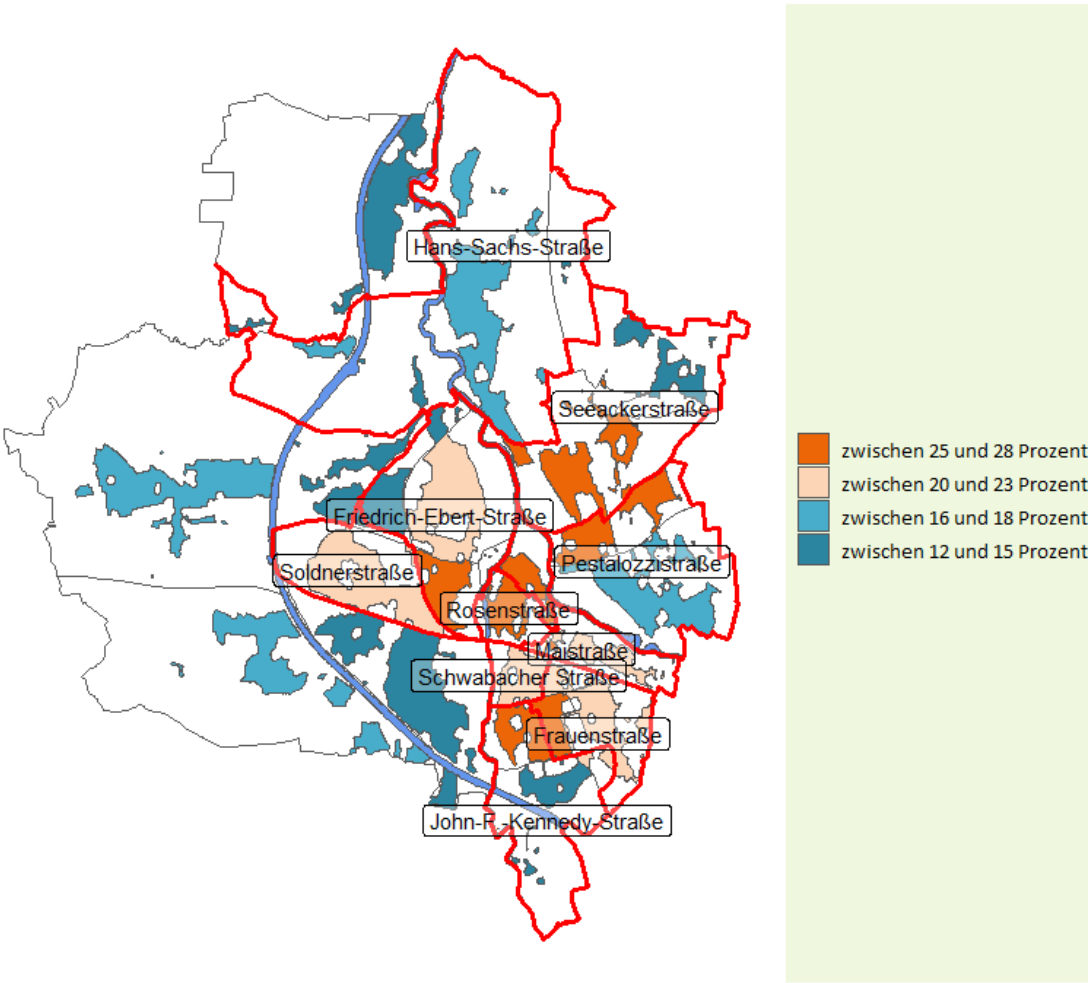 Hans-Sachs-Straße
Seeackerstraße
zwischen 25 und 28 Prozent
zwischen 20 und 23 Prozent
zwischen 16 und 18 Prozent
zwischen 12 und 15 Prozent
Friedrich-Ebert-Straße
Pestalozzistraße
Soldnerstraße
Rosenstraße
Maistraße
Schwabacher Straße
Frauenstraße
John-F.-Kennedy-Straße